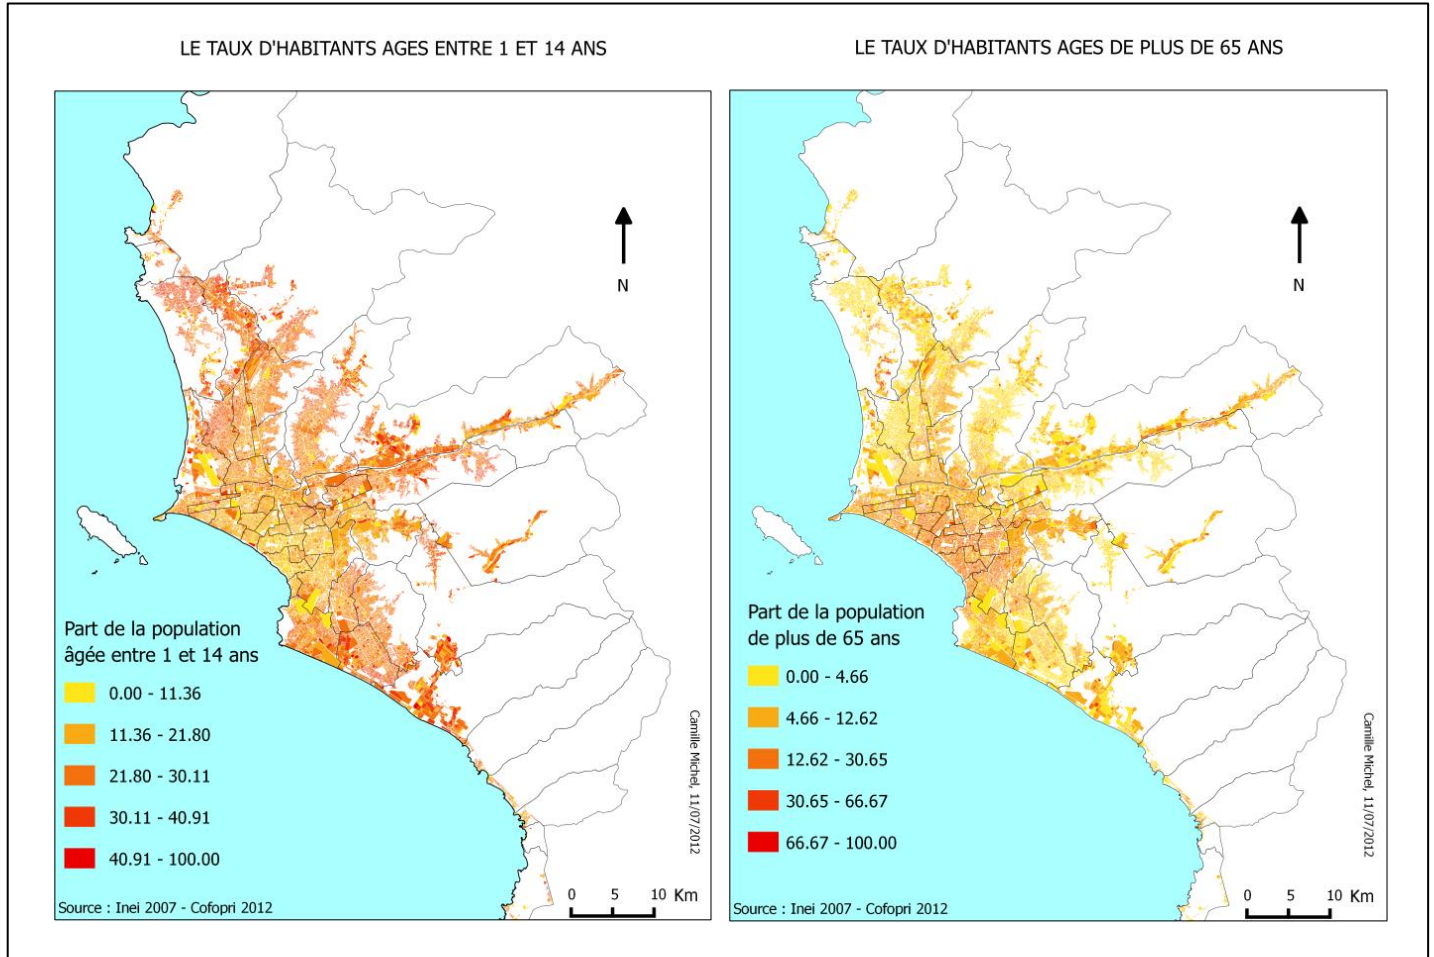 LE TAUX D'HABITANTS AGES ENTRE 1 ET 14 ANS
N
Part de la population
âgée entre 1 et 14 ans
0.00 - 11.36
11.36 - 21.80
21.80 - 30.11
30.11 - 40.91
40.91 - 100.00
Source : Inei 2007 - Cofopri 2012
0 5 10 Km
Camille Michel, 11/07/2012
LE TAUX D'HABITANTS AGES DE PLUS DE 65 ANS
N
Part de la population
de plus de 65 ans
0.00 - 4.66
4.66 - 12.62
12.62 - 30.65
30.65 - 66.67
66.67 - 100.00
Source : Inei 2007 - Cofopri 2012
0 5 10 Km
Camille Michel, 11/07/2012